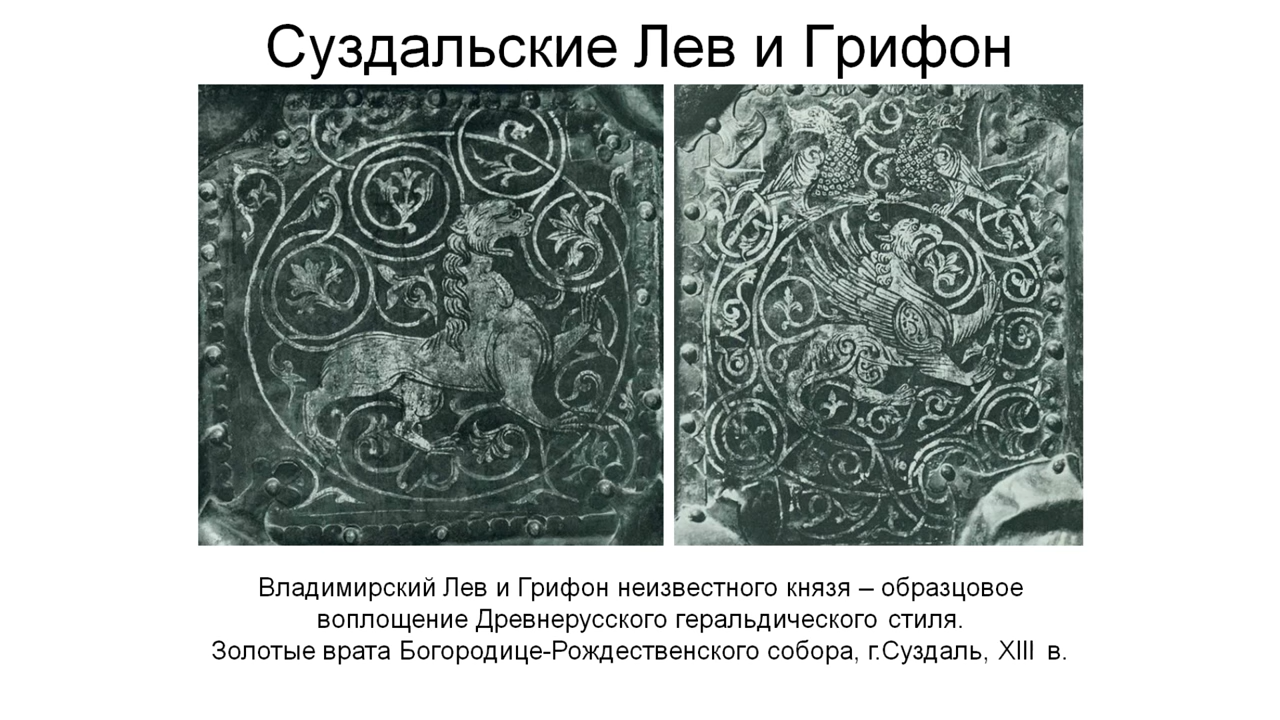 Суздальские Лев и Грифон
Владимирский Лев и Грифон неизвестного князя – образцовое
воплощение Древнерусского геральдического стиля.
Золотые врата Богородице-Рождественского собора, г.Суздаль, XIII в.